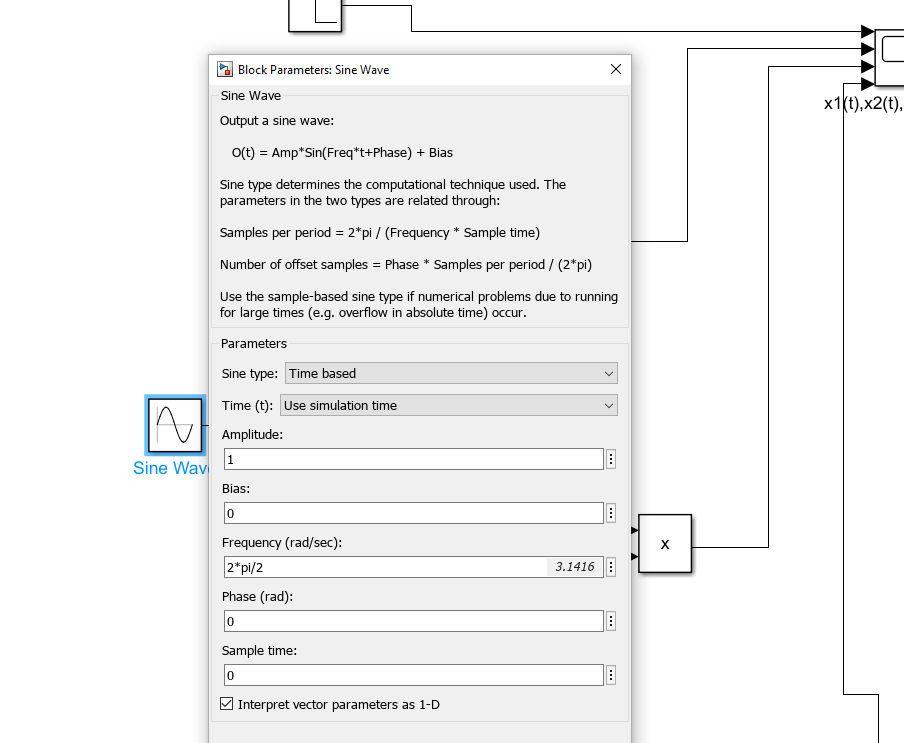 Block Parameters: Sine Wave
x1(t),x2(t),
Sine Wave
Output a sine wave:
O(t) = Amp*Sin(Freq*t+Phase) + Bias
Sine type determines the computational technique used. The
parameters in the two types are related through:
Samples per period = 2*pi / (Frequency * Sample time)
Number of offset samples = Phase * Samples per period / (2*pi)
Use the sample-based sine type if numerical problems due to running
for large times (e.g. overflow in absolute time) occur.
Parameters
Sine type: Time based
Time (t): Use simulation time
Amplitude:
1
Sine Wav
Bias:
0
Frequency (rad/sec):
2*pi/2 3.1416
x
Phase (rad):
0
Sample time:
0
Interpret vector parameters as 1-D